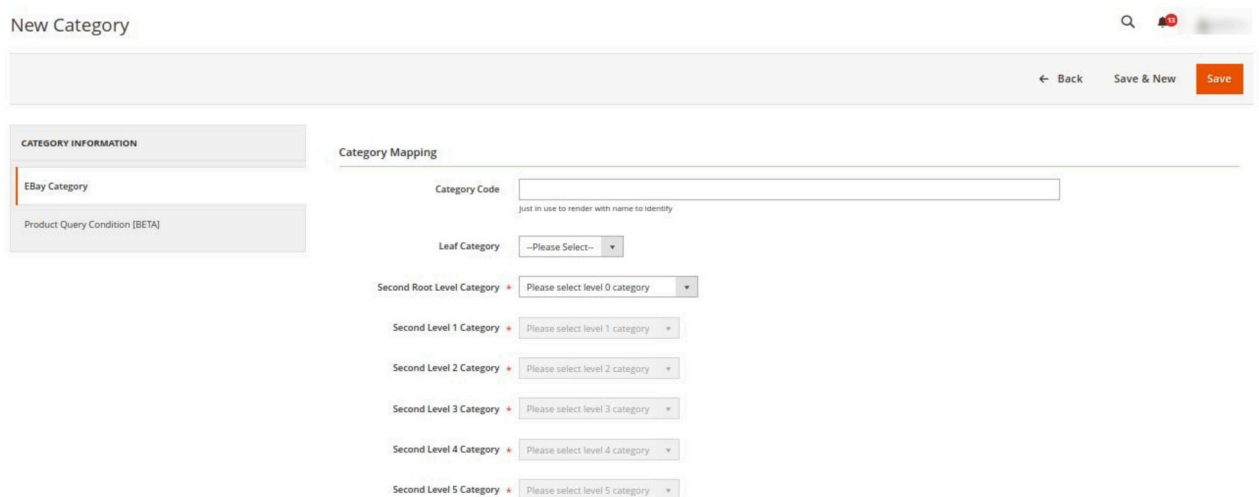 New Category
13
← Back Save & New Save
CATEGORY INFORMATION
EBay Category
Product Query Condition [BETA]
Category Mapping
Category Code
Just in use to render with name to identify
Leaf Category --Please Select--
Second Root Level Category * Please select level 0 category
Second Level 1 Category * Please select level 1 category
Second Level 2 Category * Please select level 2 category
Second Level 3 Category * Please select level 3 category
Second Level 4 Category * Please select level 4 category
Second Level 5 Category * Please select level 5 category